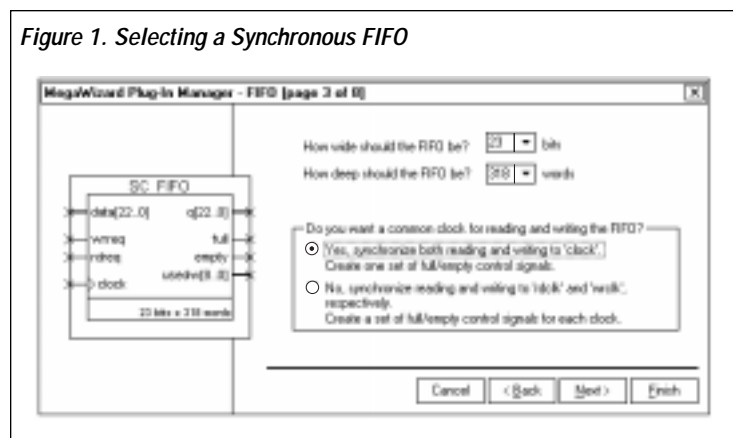 Figure 1. Selecting a Synchronous FIFO
MegaWizard Plug-In Manager - FIFO [page 3 of 8]
How wide should the FIFO be? 23 bits
How deep should the FIFO be? 318 words
SC FIFO
data[22..0] q[22..0]
wrreq full
rdreq empty
usedw[8..0]
clock
23 bits x 318 words
Do you want a common clock for reading and writing the FIFO?
Yes, synchronize both reading and writing to 'clock'.
Create one set of full/empty control signals.
No, synchronize reading and writing to 'rdclk' and 'wrclk',
respectively.
Create a set of full/empty control signals for each clock.
Cancel < Back Next > Finish